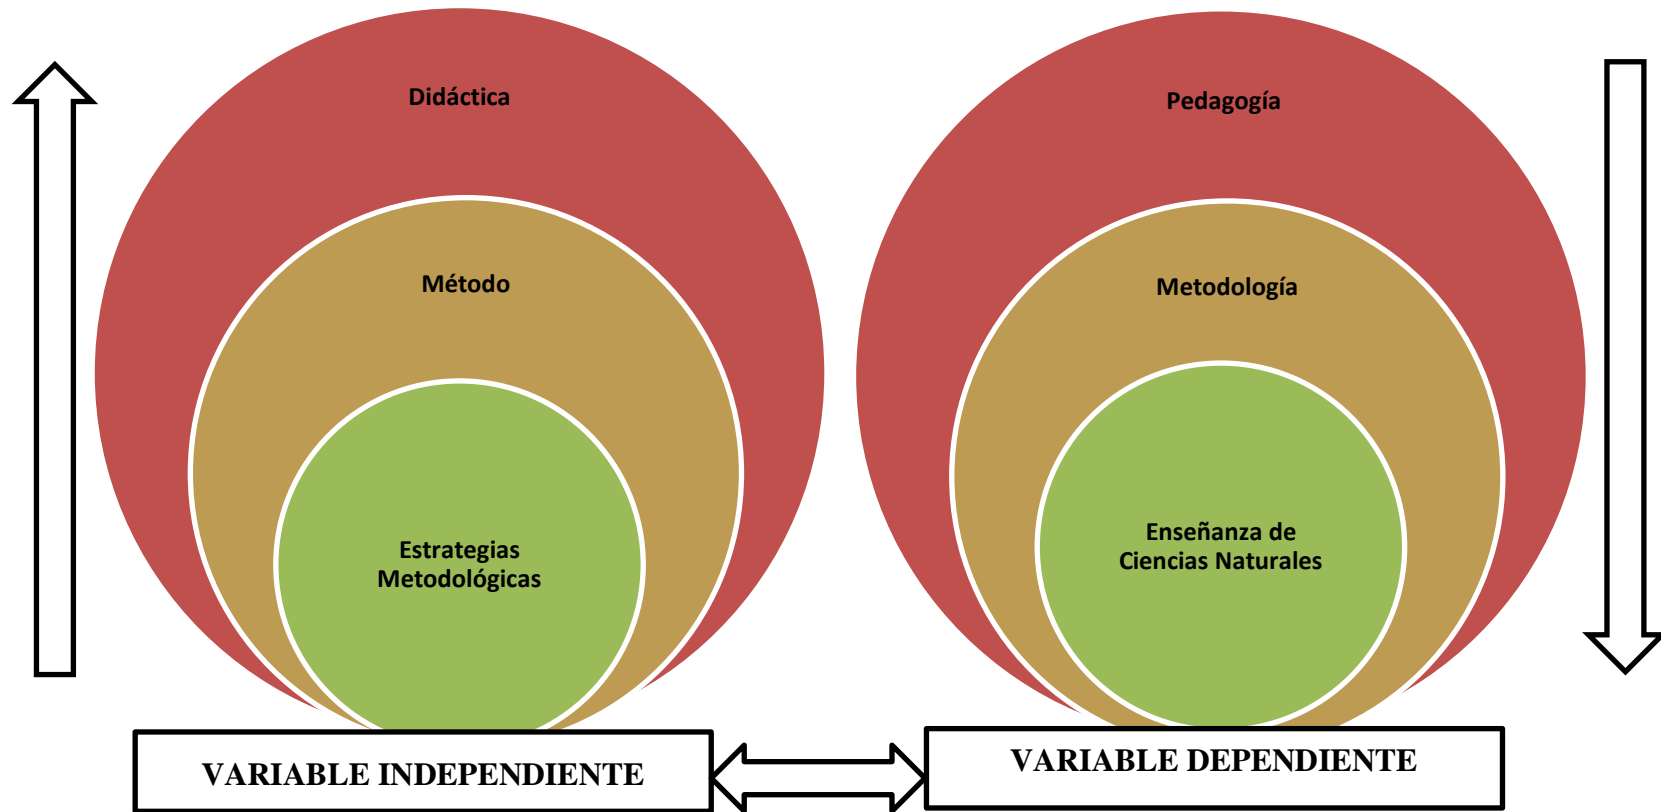 Didáctica
Método
Estrategias
Metodológicas
VARIABLE INDEPENDIENTE
Pedagogía
Metodología
Enseñanza de
Ciencias Naturales
VARIABLE DEPENDIENTE